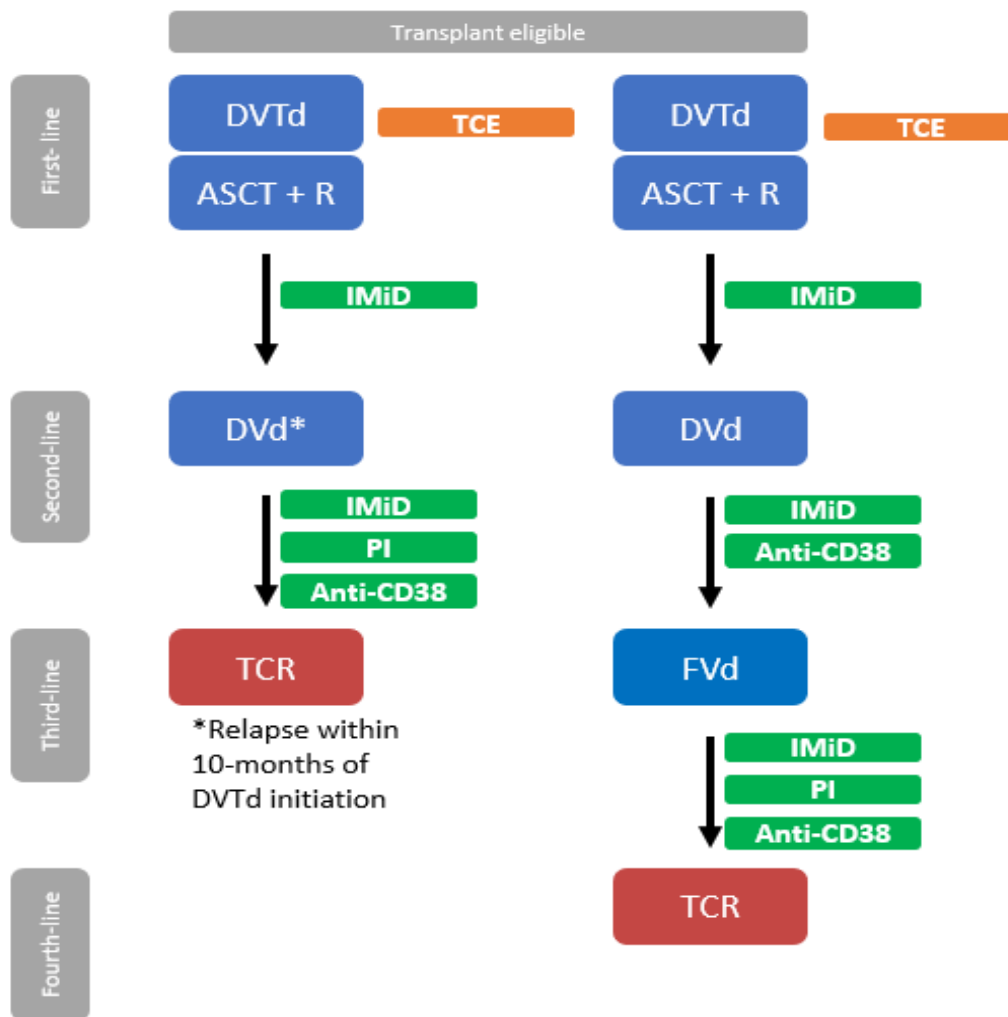 Transplant eligible
First- line
DVTd
TCE
DVTd
TCE
ASCT + R
ASCT + R
IMiD
IMiD
Second-line
DVd*
DVd
IMiD
PI
Anti-CD38
IMiD
Anti-CD38
Third-line
TCR
FVd
*Relapse within
10-months of
DVTd initiation
IMiD
PI
Anti-CD38
Fourth-line
TCR